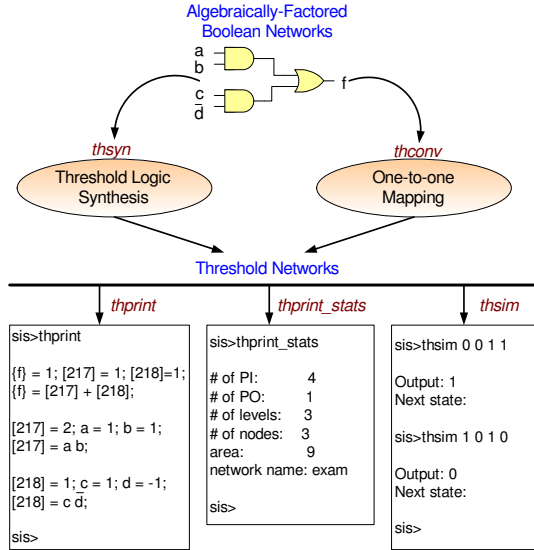 Algebraically-Factored
Boolean Networks
a
b
c
d̅
f
thsyn
thconv
Threshold Logic
Synthesis
One-to-one
Mapping
Threshold Networks
thprint
thprint_stats
thsim
sis>thprint
{f} = 1; [217] = 1; [218]=1;
{f} = [217] + [218];
[217] = 2; a = 1; b = 1;
[217] = a b;
[218] = 1; c = 1; d = -1;
[218] = c d̅;
sis>
sis>thprint_stats
# of PI: 4
# of PO: 1
# of levels: 3
# of nodes: 3
area: 9
network name: exam
sis>
sis>thsim 0 0 1 1
Output: 1
Next state:
sis>thsim 1 0 1 0
Output: 0
Next state:
sis>